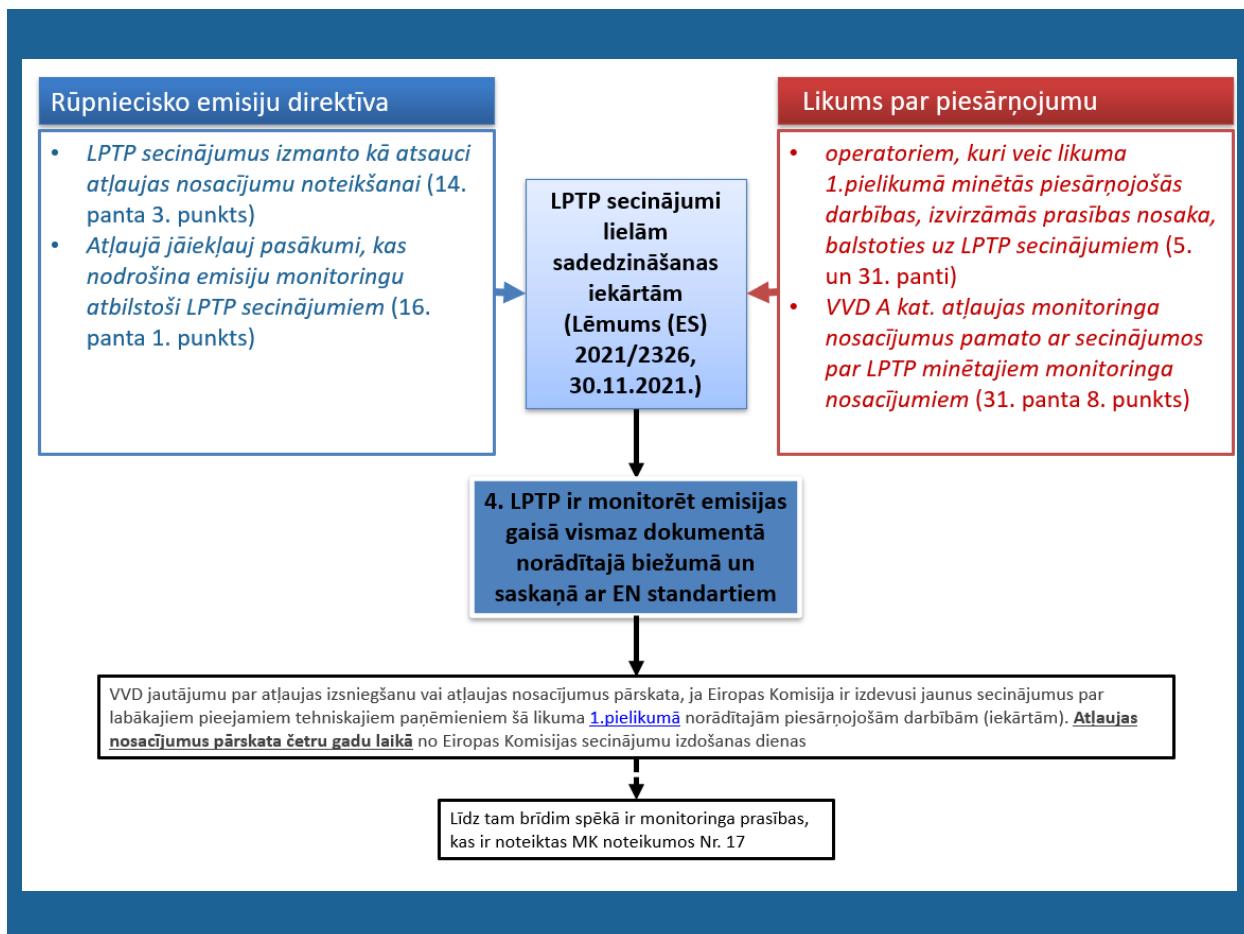 Rūpniecisko emisiju direktīva
• LPTP secinājumus izmanto kā atsauci
atļaujas nosacījumu noteikšanai (14.
panta 3. punkts)
• Atļaujā jāiekļauj pasākumi, kas
nodrošina emisiju monitoringu
atbilstoši LPTP secinājumiem (16.
panta 1. punkts)
LPTP secinājumi
lielām
sadedzināšanas
iekārtām
(Lēmums (ES)
2021/2326,
30.11.2021.)
Likums par piesārņojumu
• operatoriem, kuri veic likuma
1.pielikumā minētās piesārņojošās
darbības, izvirzāmās prasības nosaka,
balstoties uz LPTP secinājumiem (5.
un 31. panti)
• VVD A kat. atļaujas monitoringa
nosacījumus pamato ar secinājumos
par LPTP minētajiem monitoringa
nosacījumiem (31. panta 8. punkts)
4. LPTP ir monitorēt emisijas
gaisā vismaz dokumentā
norādītajā biežumā un
saskaņā ar EN standartiem
VVD jautājumu par atļaujas izsniegšanu vai atļaujas nosacījumus pārskata, ja Eiropas Komisija ir izdevusi jaunus secinājumus par
labākajiem pieejamiem tehniskajiem paņēmieniem šā likuma 1.pielikumā norādītajām piesārņojošām darbībām (iekārtām). Atļaujas
nosacījumus pārskata četru gadu laikā no Eiropas Komisijas secinājumu izdošanas dienas
Līdz tam brīdim spēkā ir monitoringa prasības,
kas ir noteiktas MK noteikumos Nr. 17